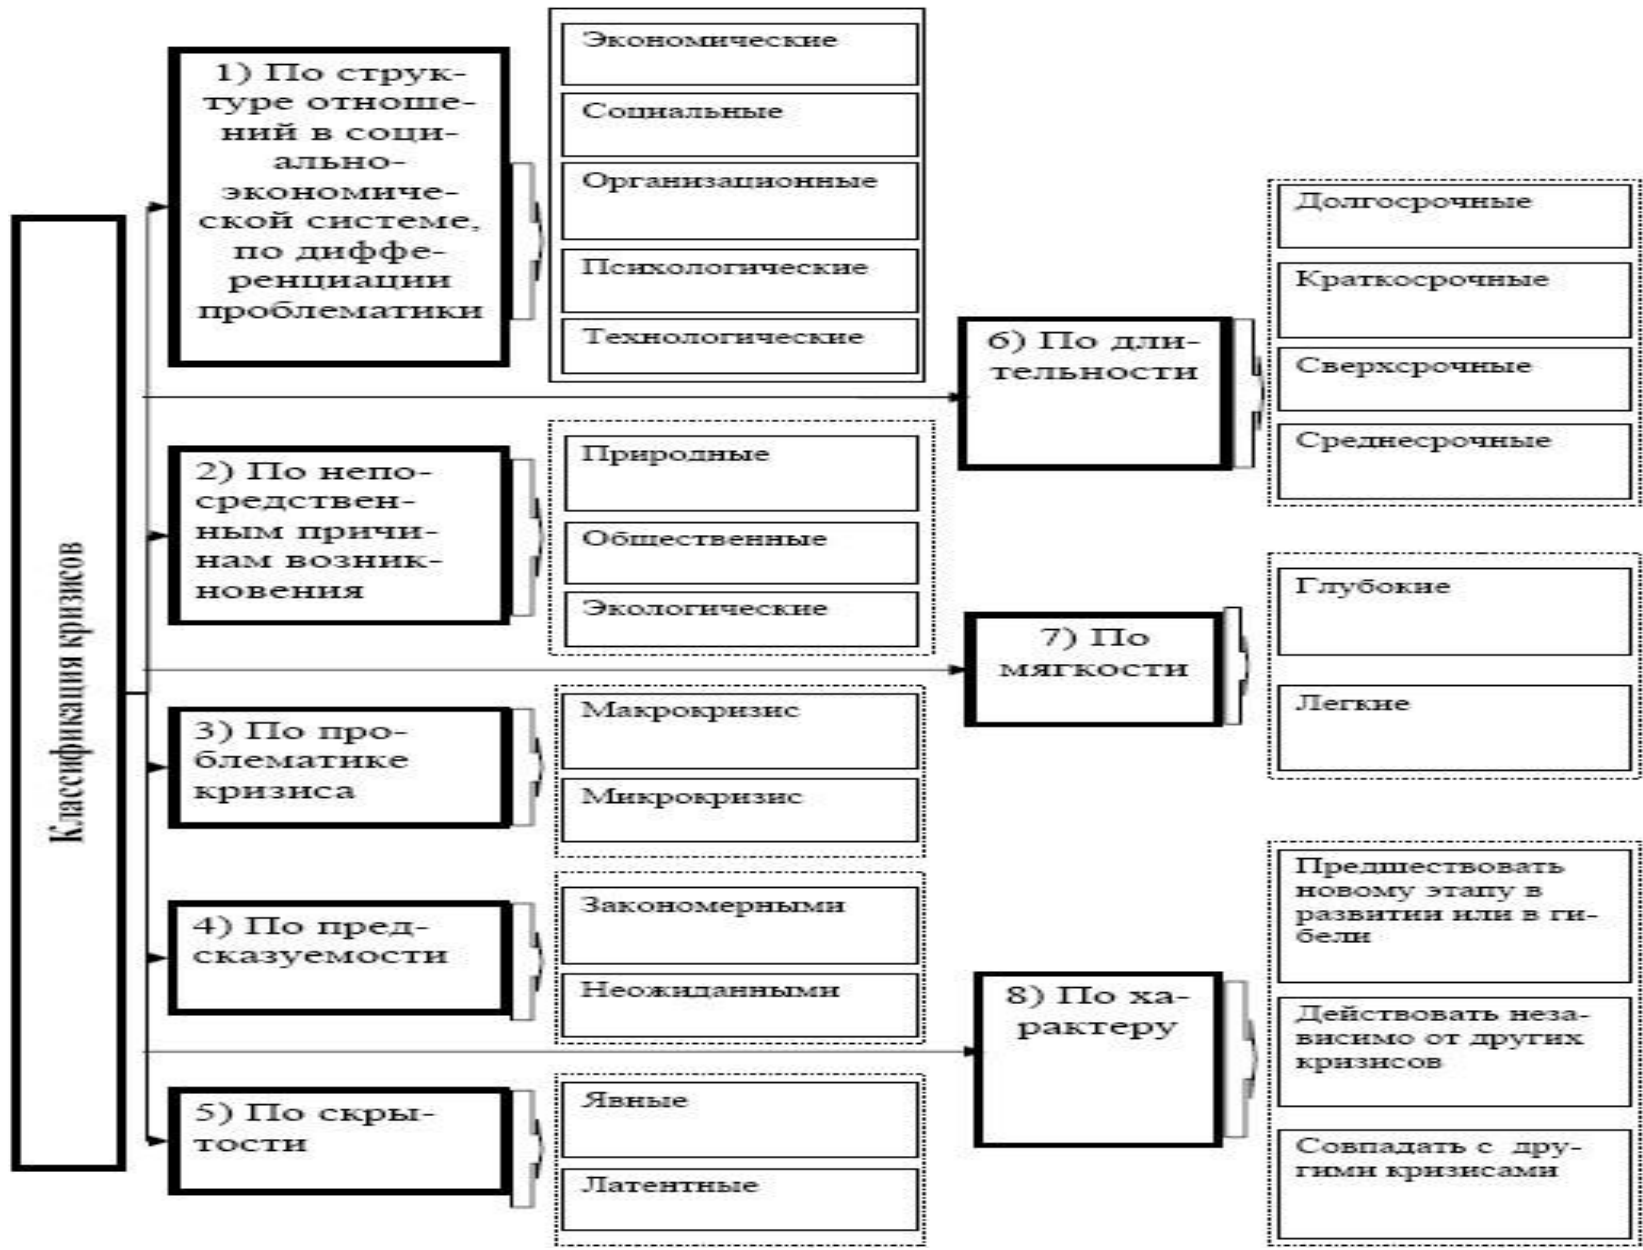 Классификация кризисов
1) По струк-
туре отноше-
ний в соци-
ально-
экономиче-
ской системе,
по диффе-
ренциации
проблематики
Экономические
Социальные
Организационные
Психологические
Технологические
2) По непо-
средствен-
ным причи-
нам возник-
новения
Природные
Общественные
Экологические
3) По про-
блематике
кризиса
Макрокризис
Микрокризис
4) По пред-
сказуемости
Закономерными
Неожиданными
5) По скры-
тости
Явные
Латентные
6) По дли-
тельности
Долгосрочные
Краткосрочные
Сверхсрочные
Среднесрочные
7) По
мягкости
Глубокие
Легкие
8) По ха-
рактеру
Предшествовать
новому этапу в
развитии или в ги-
бели
Действовать неза-
висимо от других
кризисов
Совпадать с дру-
гими кризисами